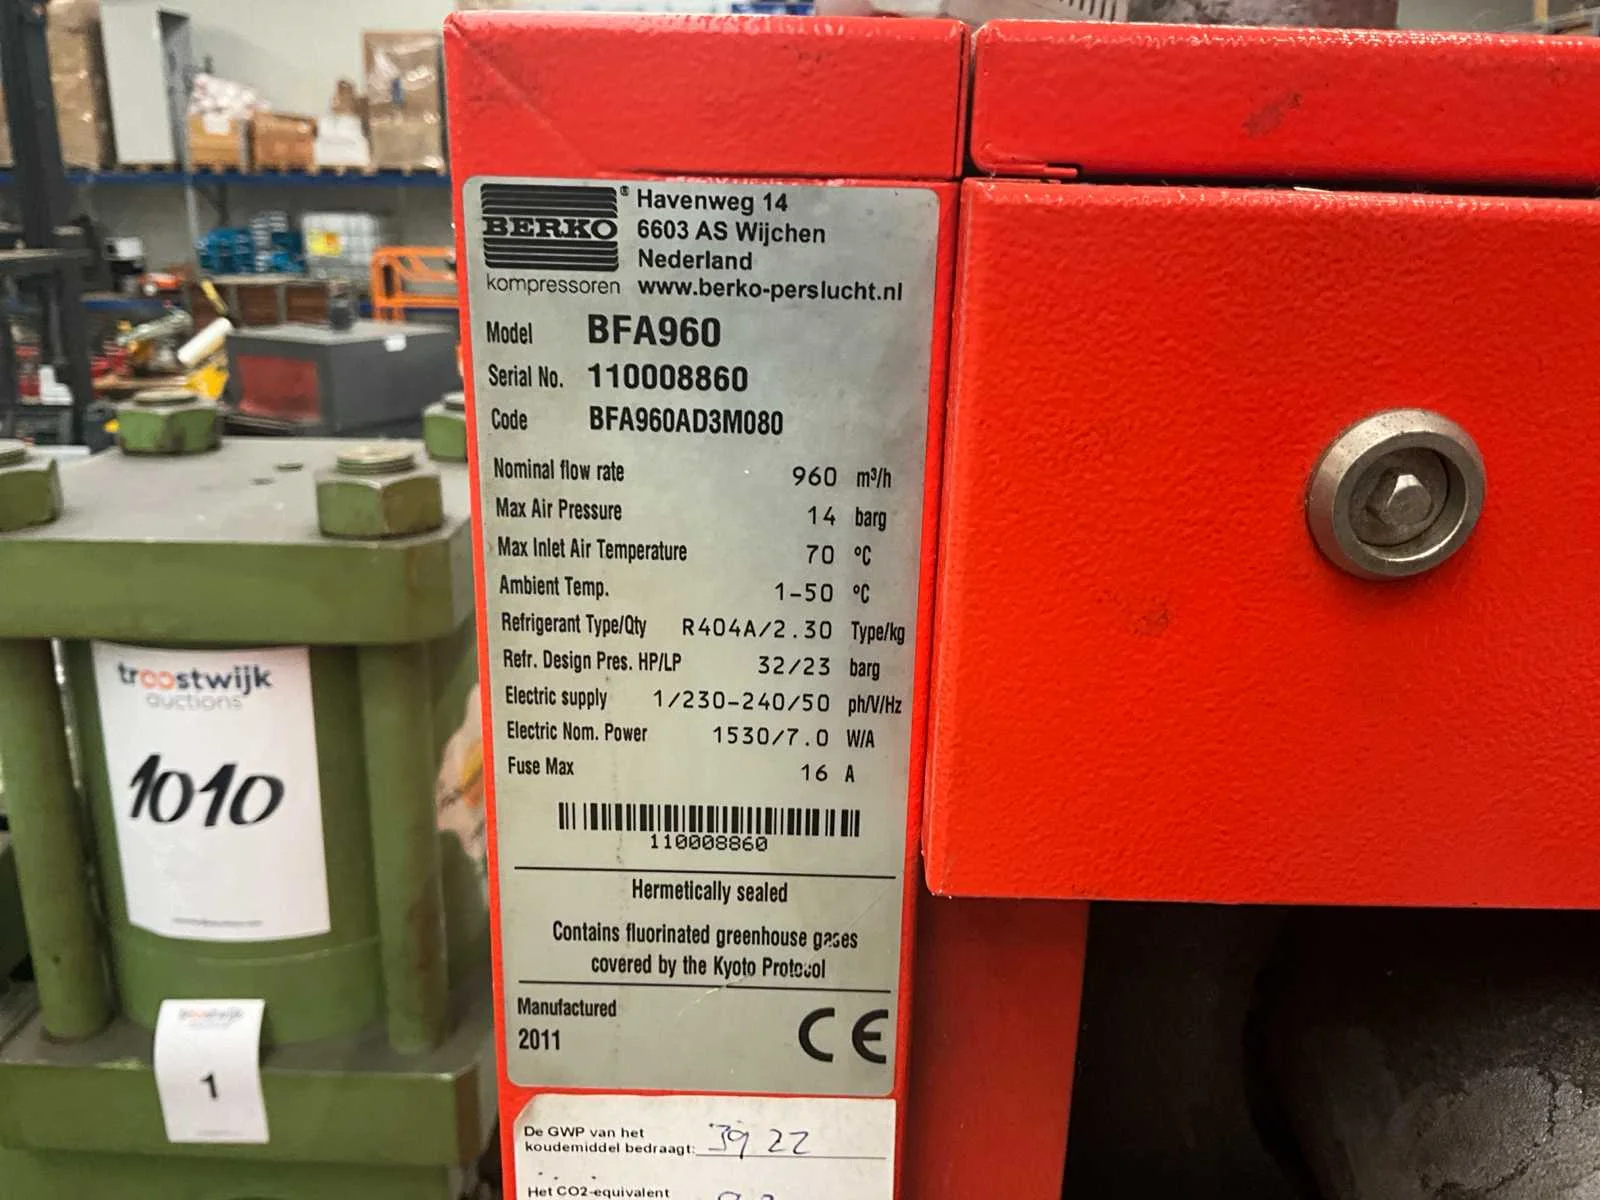 BERKO®
kompressoren
Havenweg 14
6603 AS Wijchen
Nederland
www.berko-perslucht.nl
Model BFA960
Serial No. 110008860
Code BFA960AD3M080
Nominal flow rate 960 m³/h
Max Air Pressure 14 barg
Max Inlet Air Temperature 70 °C
Ambient Temp. 1-50 °C
Refrigerant Type/Qty R404A/2.30 Type/kg
Refr. Design Pres. HP/LP 32/23 barg
Electric supply 1/230-240/50 ph/V/Hz
Electric Nom. Power 1530/7.0 W/A
Fuse Max 16 A
110008860
Hermetically sealed
Contains fluorinated greenhouse gases
covered by the Kyoto Protocol
Manufactured
2011
CE
De GWP van het
koudemiddel bedraagt: 3922
Het CO2-equivalent
troostwijk
auctions
1010
1